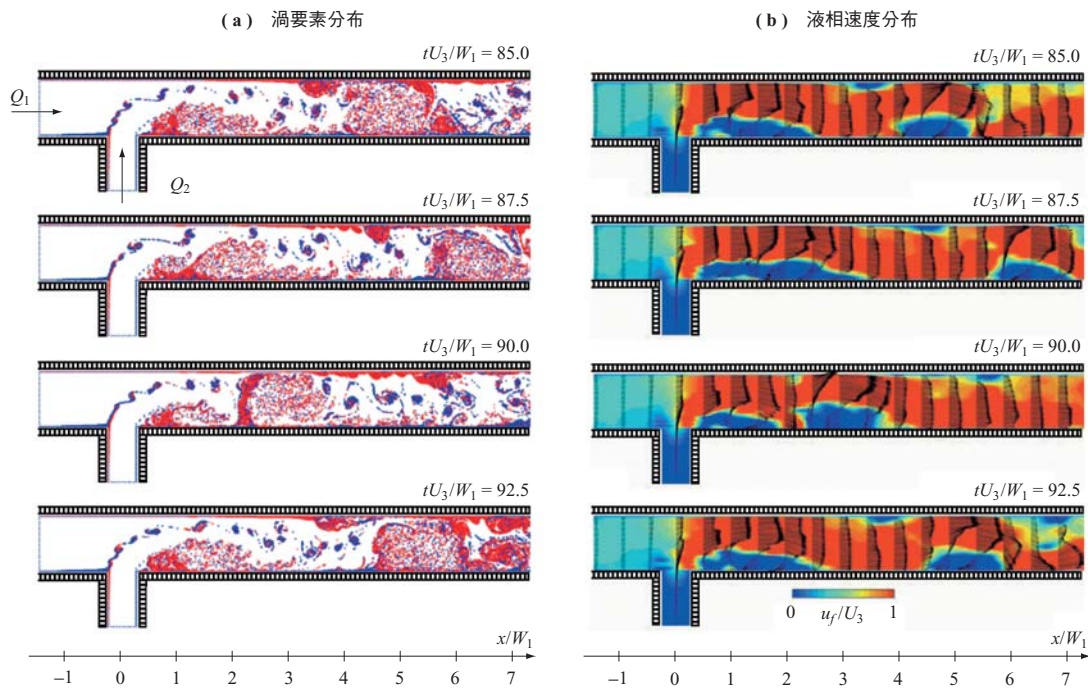 ( a ) 渦要素分布
( b ) 液相速度分布
tU3/W1 = 85.0
tU3/W1 = 85.0
Q1
Q2
tU3/W1 = 87.5
tU3/W1 = 87.5
tU3/W1 = 90.0
tU3/W1 = 90.0
tU3/W1 = 92.5
tU3/W1 = 92.5
0 uf/U3 1
x/W1
x/W1
−1 0 1 2 3 4 5 6 7
−1 0 1 2 3 4 5 6 7